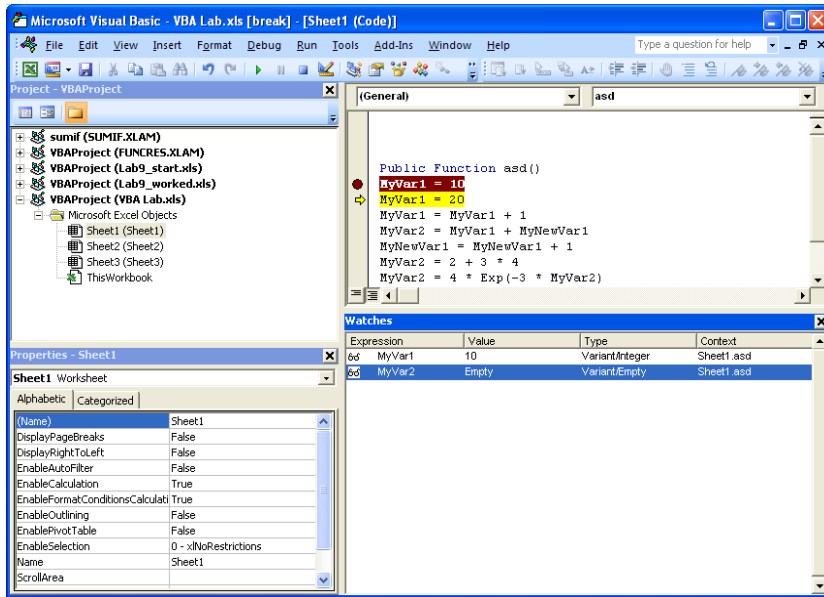 Microsoft Visual Basic - VBA Lab.xls [break] - [Sheet1 (Code)]
File Edit View Insert Format Debug Run Tools Add-Ins Window Help
Type a question for help
Project - VBAProject
sumif (SUMIF.XLAM)
VBAProject (FUNCRES.XLAM)
VBAProject (Lab9_start.xls)
VBAProject (Lab9_worked.xls)
VBAProject (VBA Lab.xls)
Microsoft Excel Objects
Sheet1 (Sheet1)
Sheet2 (Sheet2)
Sheet3 (Sheet3)
ThisWorkbook
(General)
asd
Public Function asd()
MyVar1 = 10
MyVar1 = 20
MyVar1 = MyVar1 + 1
MyVar2 = MyVar1 + MyNewVar1
MyNewVar1 = MyNewVar1 + 1
MyVar2 = 2 + 3 * 4
MyVar2 = 4 * Exp(-3 * MyVar2)
Properties - Sheet1
Sheet1 Worksheet
Alphabetic Categorized
(Name) Sheet1
DisplayPageBreaks False
DisplayRightToLeft False
EnableAutoFilter False
EnableCalculation True
EnableFormatConditionsCalculati True
EnableOutlining False
EnablePivotTable False
EnableSelection 0 - xlNoRestrictions
Name Sheet1
ScrollArea
Watches
Expression Value Type Context
MyVar1 10 Variant/Integer Sheet1.asd
MyVar2 Empty Variant/Empty Sheet1.asd